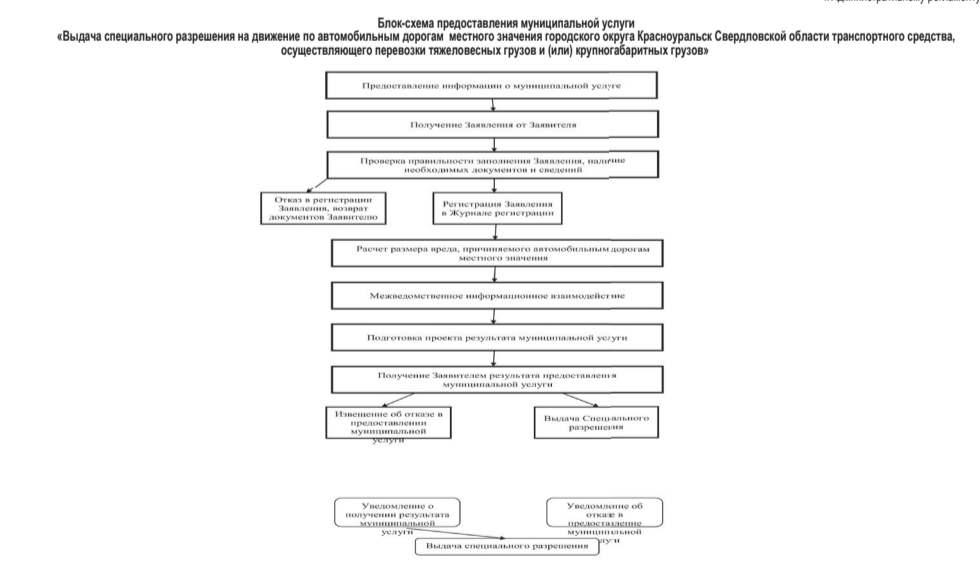 административному регламенту
Блок-схема предоставления муниципальной услуги
«Выдача специального разрешения на движение по автомобильным дорогам местного значения городского округа Красноуральск Свердловской области транспортного средства,
осуществляющего перевозки тяжеловесных грузов и (или) крупногабаритных грузов»
Предоставление информации о муниципальной услуге
Получение Заявления от Заявителя
Проверка правильности заполнения Заявления, наличие
необходимых документов и сведений
Отказ в регистрации
Заявления, возврат
документов Заявителю
Регистрация Заявления
в Журнале регистрации
Расчет размера вреда, причиняемого автомобильным дорогам
местного значения
Межведомственное информационное взаимодействие
Подготовка проекта результата муниципальной услуги
Получение Заявителем результата предоставленья
муниципальной услуги
Извещение об отказе в
предоставлении
муниципальной
услуги
Выдача Специального
разрешения
Уведомление о
получении результата
муниципальной
услуги
Уведомление об
отказе в
предоставление
муниципальной
Выдача специального разрешения